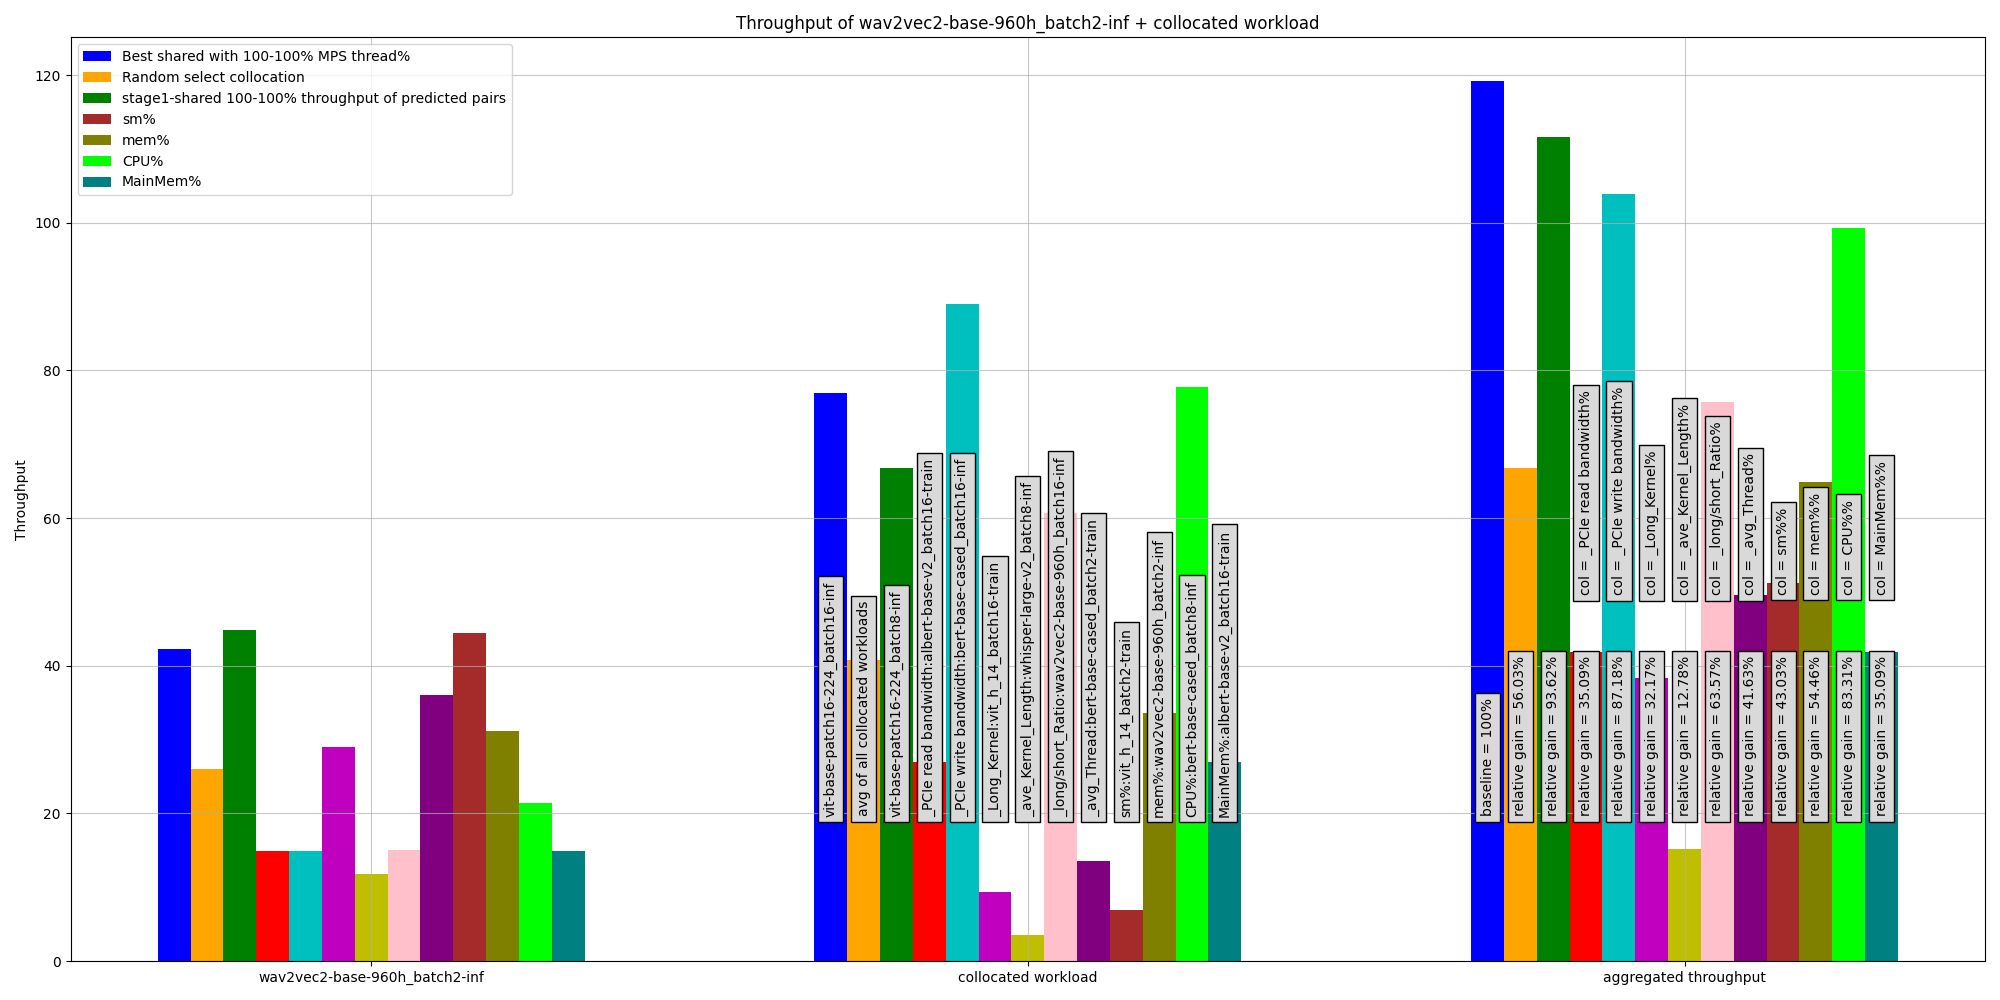 Throughput of wav2vec2-base-960h_batch2-inf + collocated workload
Best shared with 100-100% MPS thread%
Random select collocation
stage1-shared 100-100% throughput of predicted pairs
sm%
mem%
CPU%
MainMem%
Throughput
120
100
80
60
40
20
0
vit-base-patch16-224_batch16-inf
avg of all collocated workloads
vit-base-patch16-224_batch8-inf
_PCIe read bandwidth:albert-base-v2_batch16-train
_PCIe write bandwidth:bert-base-cased_batch16-inf
_Long_Kernel:vit_h_14_batch16-train
_ave_Kernel_Length:whisper-large-v2_batch8-inf
_long/short_Ratio:wav2vec2-base-960h_batch16-inf
_avg_Thread:bert-base-cased_batch2-train
sm%:vit_h_14_batch2-train
mem%:wav2vec2-base-960h_batch2-inf
CPU%:bert-base-cased_batch8-inf
MainMem%:albert-base-v2_batch16-train
col = _PCIe read bandwidth%
col = _PCIe write bandwidth%
col = _Long_Kernel%
col = _ave_Kernel_Length%
col = _long/short_Ratio%
col = _avg_Thread%
col = sm%%
col = mem%%
col = CPU%%
col = MainMem%%
baseline = 100%
relative gain = 56.03%
relative gain = 93.62%
relative gain = 35.09%
relative gain = 87.18%
relative gain = 32.17%
relative gain = 12.78%
relative gain = 63.57%
relative gain = 41.63%
relative gain = 43.03%
relative gain = 54.46%
relative gain = 83.31%
relative gain = 35.09%
wav2vec2-base-960h_batch2-inf
collocated workload
aggregated throughput